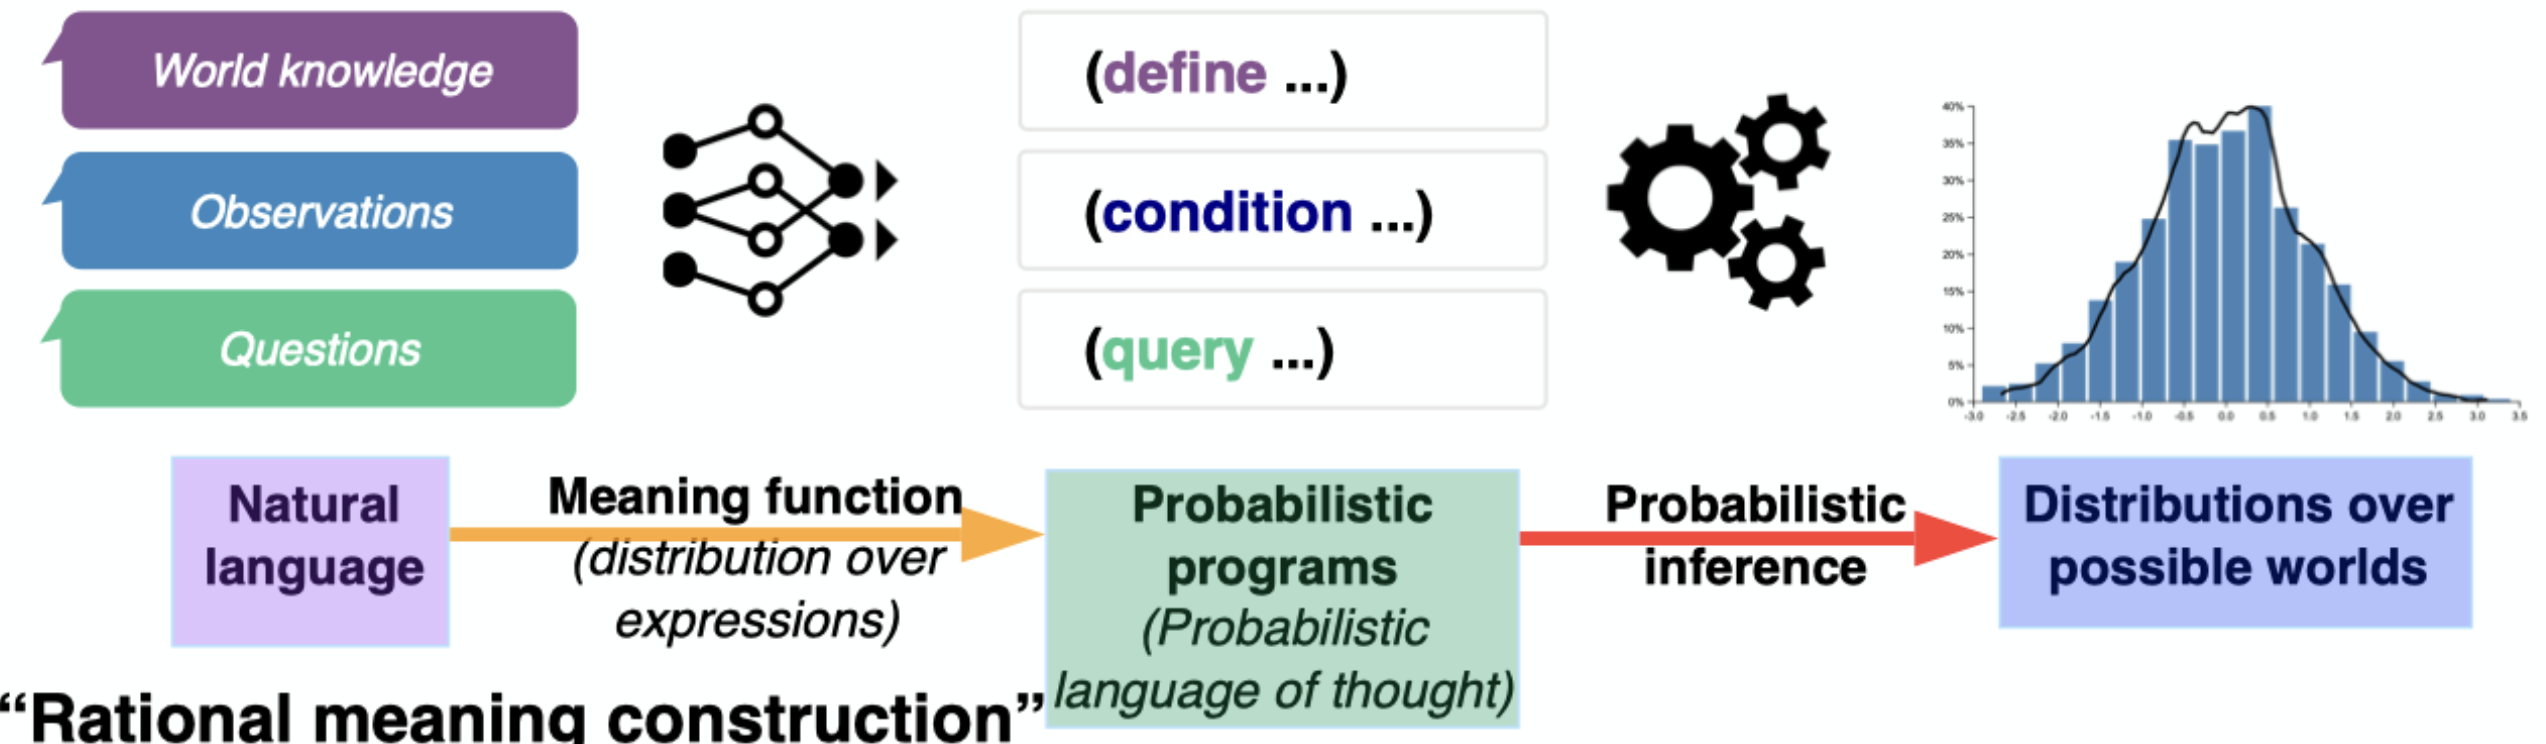 World knowledge
Observations
Questions
(define ...)
(condition ...)
(query ...)
40%
35%
30%
25%
20%
15%
10%
5%
0%
-3.0 -2.5 -2.0 -1.5 -1.0 -0.5 0.0 0.5 1.0 1.5 2.0 2.5 3.0 3.5
Natural
language
Meaning function
(distribution over
expressions)
Probabilistic
programs
(Probabilistic
language of thought)
Probabilistic
inference
Distributions over
possible worlds
“Rational meaning construction”